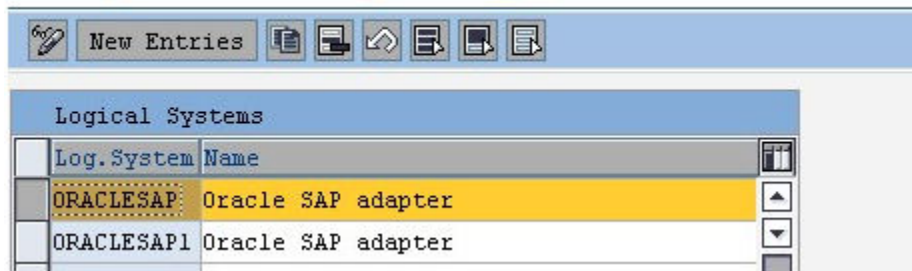 New Entries
Logical Systems
Log.System Name
ORACLESAP Oracle SAP adapter
ORACLESAP1 Oracle SAP adapter